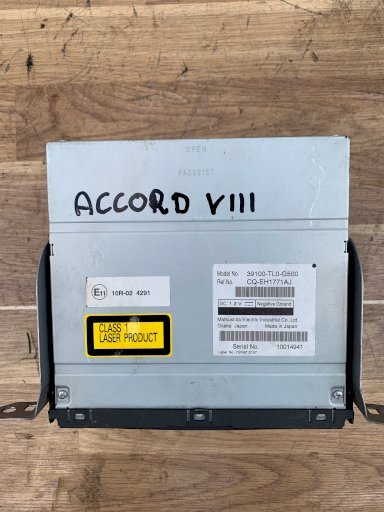 OPEN
FA03215T
ACCORD VIII
Model No. 39100-TL0-G500
Ref.No. CQ-EH1771AJ
E11 10R-02 4291
DC 12V Negative Ground
Matsushita Electric Industrial Co.,Ltd.
Osaka Japan Made in Japan
CLASS 1
LASER PRODUCT
Serial No. 10014941
Label No.